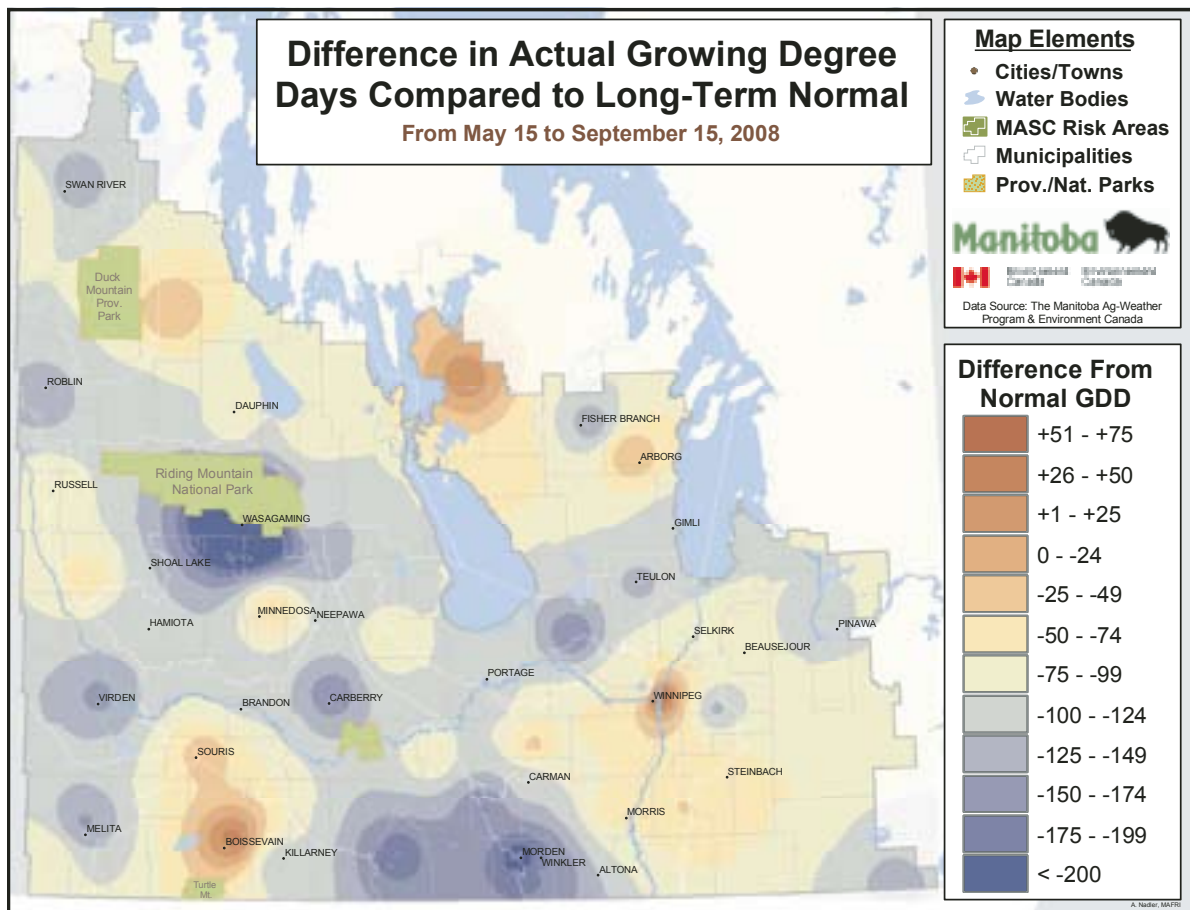 Difference in Actual Growing Degree
Days Compared to Long-Term Normal
From May 15 to September 15, 2008
Map Elements
Cities/Towns
Water Bodies
MASC Risk Areas
Municipalities
Prov./Nat. Parks
Manitoba
Environment
Canada
Environnement
Canada
Data Source: The Manitoba Ag-Weather
Program & Environment Canada
Difference From
Normal GDD
+51 - +75
+26 - +50
+1 - +25
0 - -24
-25 - -49
-50 - -74
-75 - -99
-100 - -124
-125 - -149
-150 - -174
-175 - -199
< -200
A. Nadler, MAFRI
SWAN RIVER
Duck
Mountain
Prov.
Park
ROBLIN
DAUPHIN
FISHER BRANCH
ARBORG
Riding Mountain
National Park
RUSSELL
WASAGAMING
GIMLI
SHOAL LAKE
TEULON
MINNEDOSA
NEEPAWA
HAMIOTA
SELKIRK
PINAWA
BEAUSEJOUR
PORTAGE
VIRDEN
BRANDON
CARBERRY
WINNIPEG
SOURIS
CARMAN
STEINBACH
MORRIS
MELITA
BOISSEVAIN
KILLARNEY
MORDEN
WINKLER
ALTONA
Turtle
Mt.